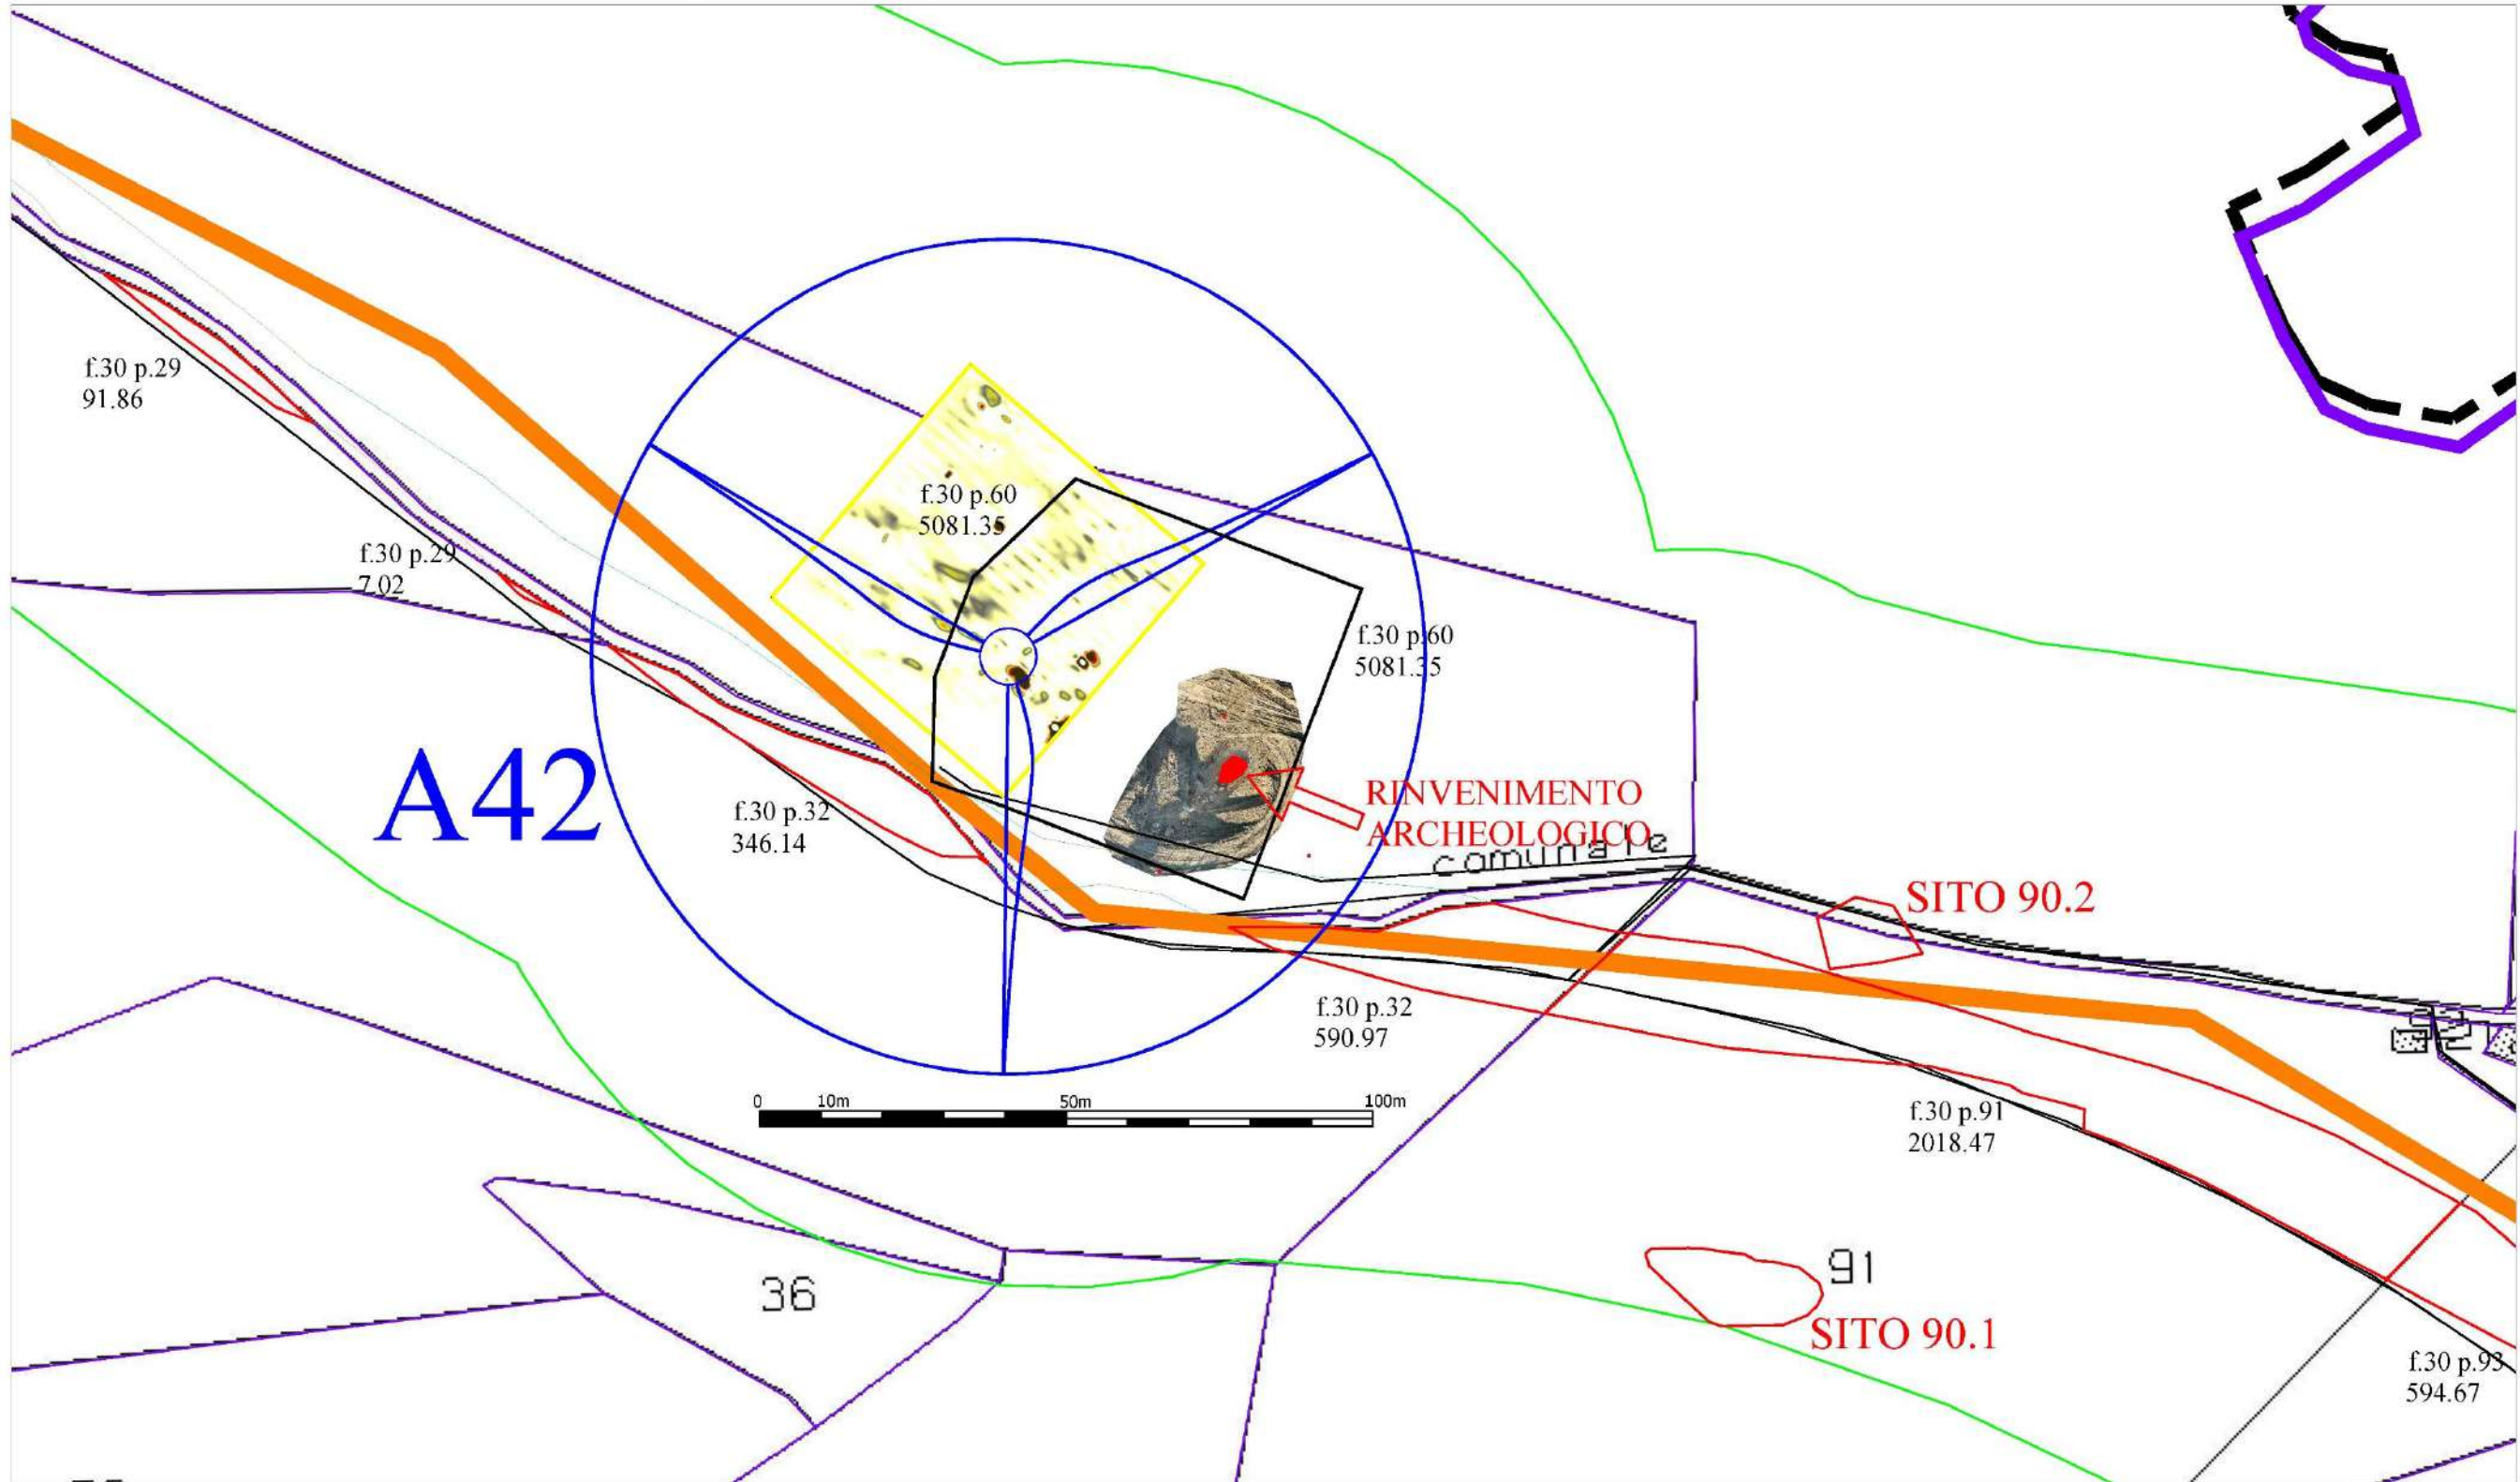 f.30 p.29
91.86
f.30 p.60
5081.35
f.30 p.29
7.02
f.30 p.60
5081.35
A42
RINVENIMENTO
ARCHEOLOGICO
f.30 p.32
346.14
comunale
SITO 90.2
f.30 p.32
590.97
0 10m 50m 100m
f.30 p.91
2018.47
91
36
SITO 90.1
f.30 p.93
594.67